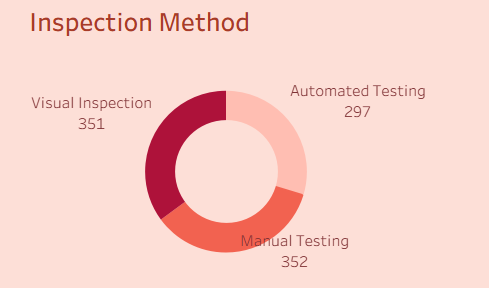 Inspection Method
Automated Testing
297
Visual Inspection
351
Manual Testing
352